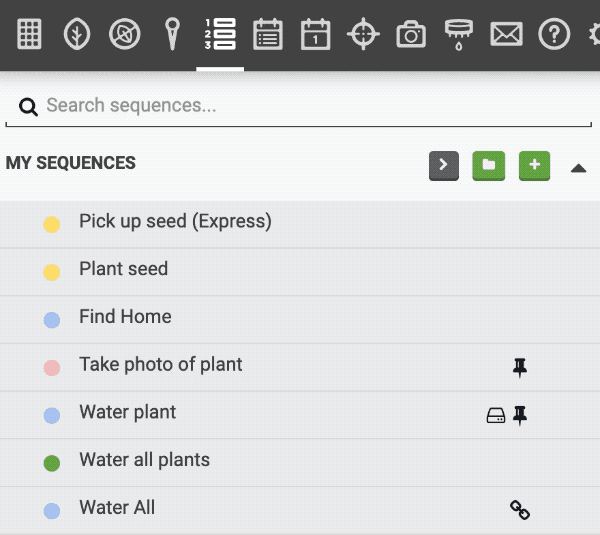 1
2
3
1
?
Search sequences...
MY SEQUENCES
Pick up seed (Express)
Plant seed
Find Home
Take photo of plant
Water plant
Water all plants
Water All